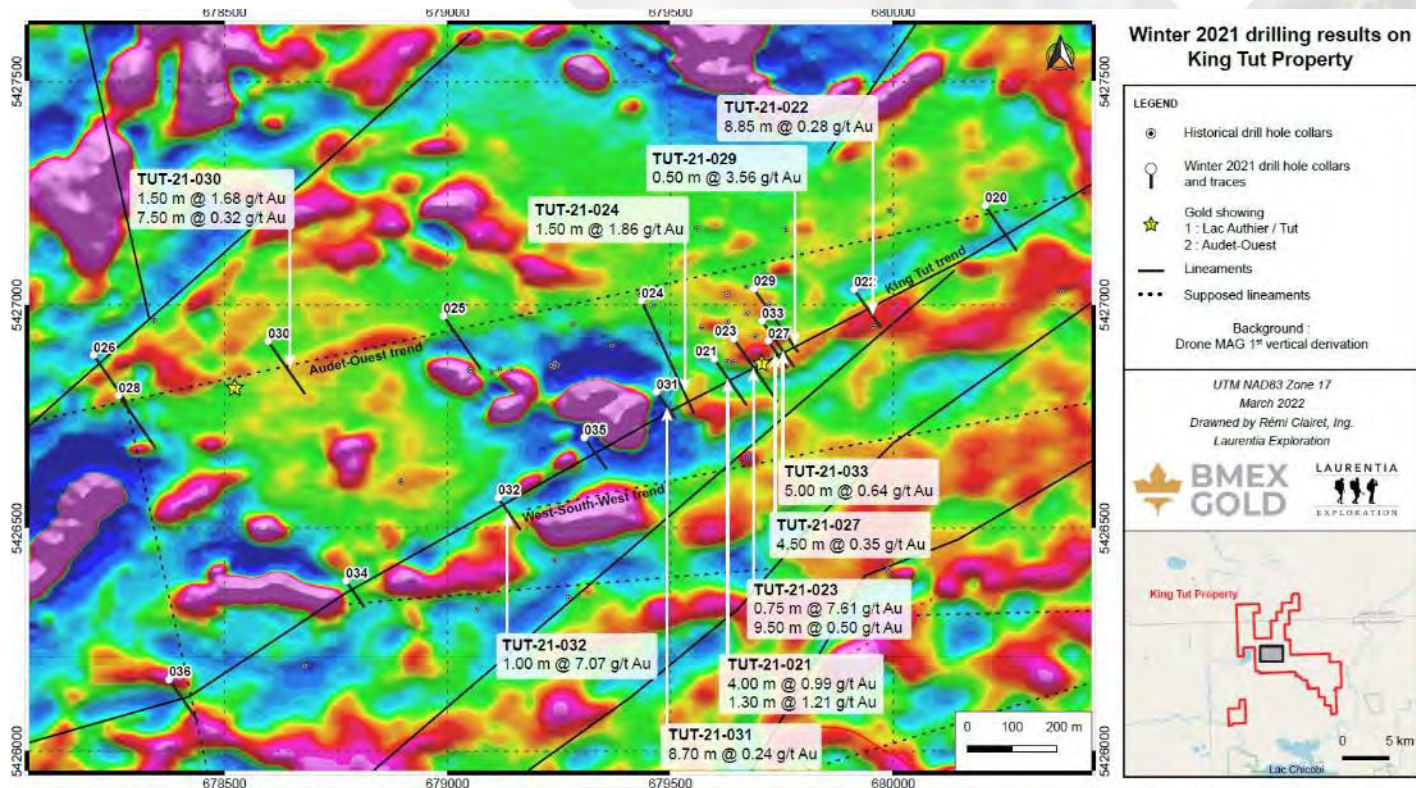 678500
679000
679500
680000
5427500
5427000
5426500
5426000
5427500
5427000
5426500
5426000
678500
679000
679500
680000
TUT-21-022
8.85 m @ 0.28 g/t Au
TUT-21-029
0.50 m @ 3.56 g/t Au
TUT-21-030
1.50 m @ 1.68 g/t Au
7.50 m @ 0.32 g/t Au
TUT-21-024
1.50 m @ 1.86 g/t Au
020
King Tut trend
029
022
024
033
025
023
027
030
021
026
Audet-Ouest trend
028
031
035
032
West-South-West trend
034
036
TUT-21-033
5.00 m @ 0.64 g/t Au
TUT-21-027
4.50 m @ 0.35 g/t Au
TUT-21-023
0.75 m @ 7.61 g/t Au
9.50 m @ 0.50 g/t Au
TUT-21-032
1.00 m @ 7.07 g/t Au
TUT-21-021
4.00 m @ 0.99 g/t Au
1.30 m @ 1.21 g/t Au
TUT-21-031
8.70 m @ 0.24 g/t Au
0 100 200 m
Winter 2021 drilling results on
King Tut Property
LEGEND
Historical drill hole collars
Winter 2021 drill hole collars
and traces
Gold showing
1 : Lac Authier / Tut
2 : Audet-Ouest
Lineaments
Supposed lineaments
Background :
Drone MAG 1st vertical derivation
UTM NAD83 Zone 17
March 2022
Drawned by Rémi Clairet, Ing.
Laurentia Exploration
BMEX
GOLD
LAURENTIA
EXPLORATION
King Tut Property
0 5 km
Lac Chicobi